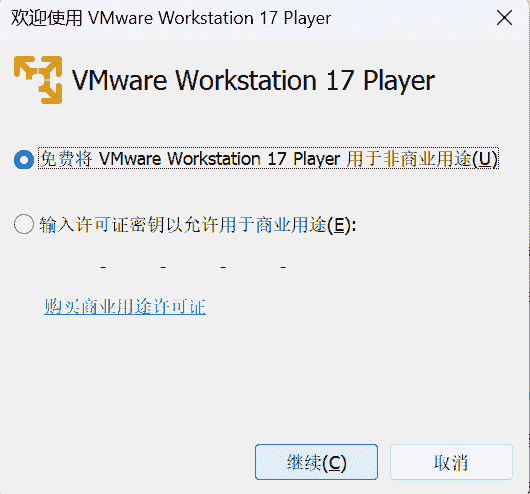 欢迎使用 VMware Workstation 17 Player
VMware Workstation 17 Player
免费将 VMware Workstation 17 Player 用于非商业用途(U)
输入许可证密钥以允许用于商业用途(E):
- - - -
购买商业用途许可证
继续(C) 取消